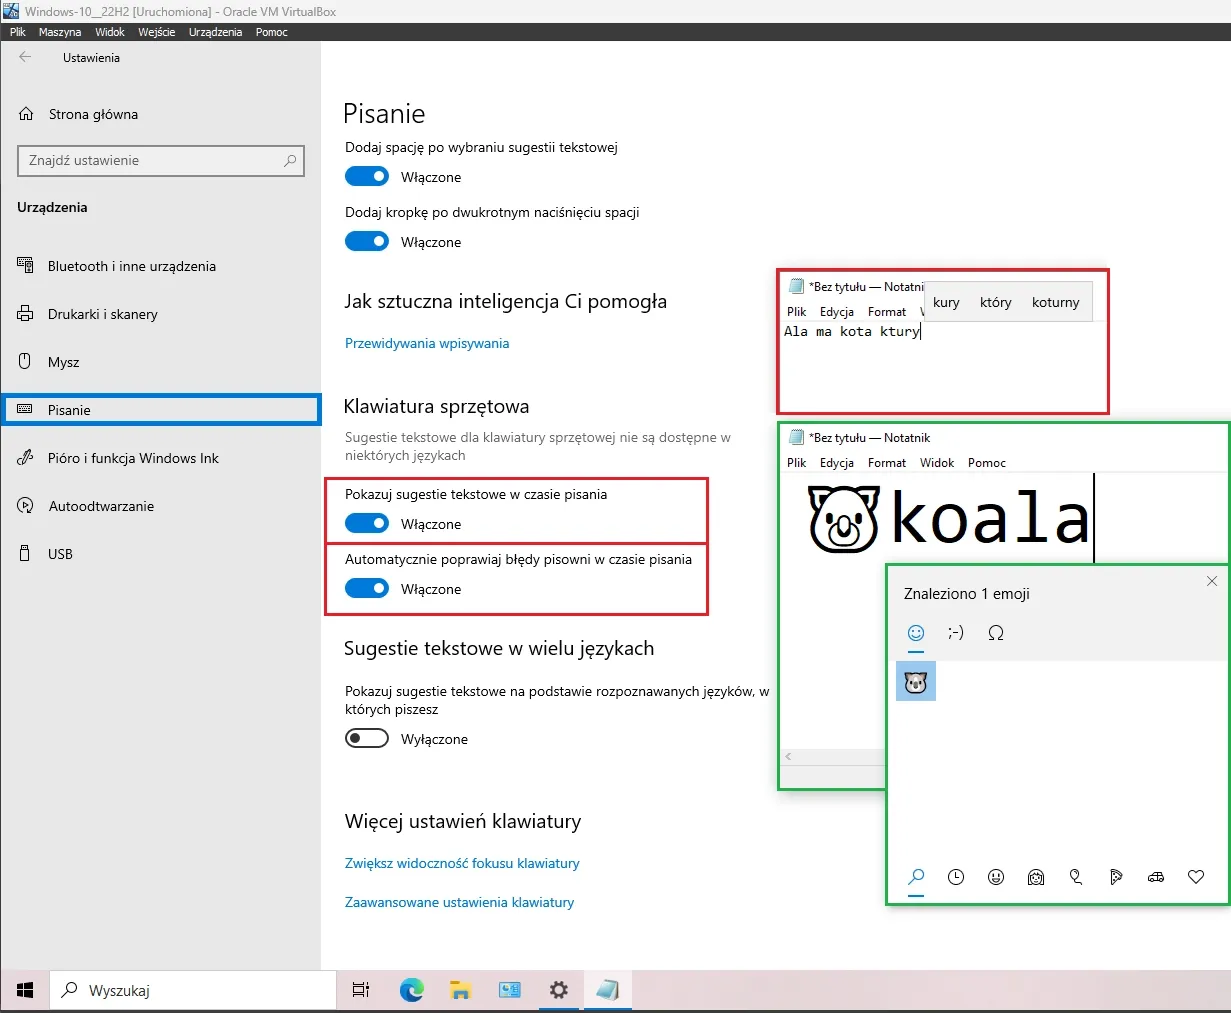 Windows-10__22H2 [Uruchomiona] - Oracle VM VirtualBox
Plik Maszyna Widok Wejście Urządzenia Pomoc
Ustawienia
Strona główna
Znajdź ustawienie
Urządzenia
Bluetooth i inne urządzenia
Drukarki i skanery
Mysz
Pisanie
Pióro i funkcja Windows Ink
Autoodtwarzanie
USB
Pisanie
Dodaj spację po wybraniu sugestii tekstowej
Włączone
Dodaj kropkę po dwukrotnym naciśnięciu spacji
Włączone
Jak sztuczna inteligencja Ci pomogła
Przewidywania wpisywania
Klawiatura sprzętowa
Sugestie tekstowe dla klawiatury sprzętowej nie są dostępne w
niektórych językach
Pokazuj sugestie tekstowe w czasie pisania
Włączone
Automatycznie poprawiaj błędy pisowni w czasie pisania
Włączone
Sugestie tekstowe w wielu językach
Pokazuj sugestie tekstowe na podstawie rozpoznawanych języków, w
których piszesz
Wyłączone
Więcej ustawień klawiatury
Zwiększ widoczność fokusu klawiatury
Zaawansowane ustawienia klawiatury
*Bez tytułu — Notatni
kury który koturny
Plik Edycja Format
Ala ma kota ktury
*Bez tytułu — Notatnik
Plik Edycja Format Widok Pomoc
🐨koala
Znaleziono 1 emoji
;-) Ω
Wyszukaj